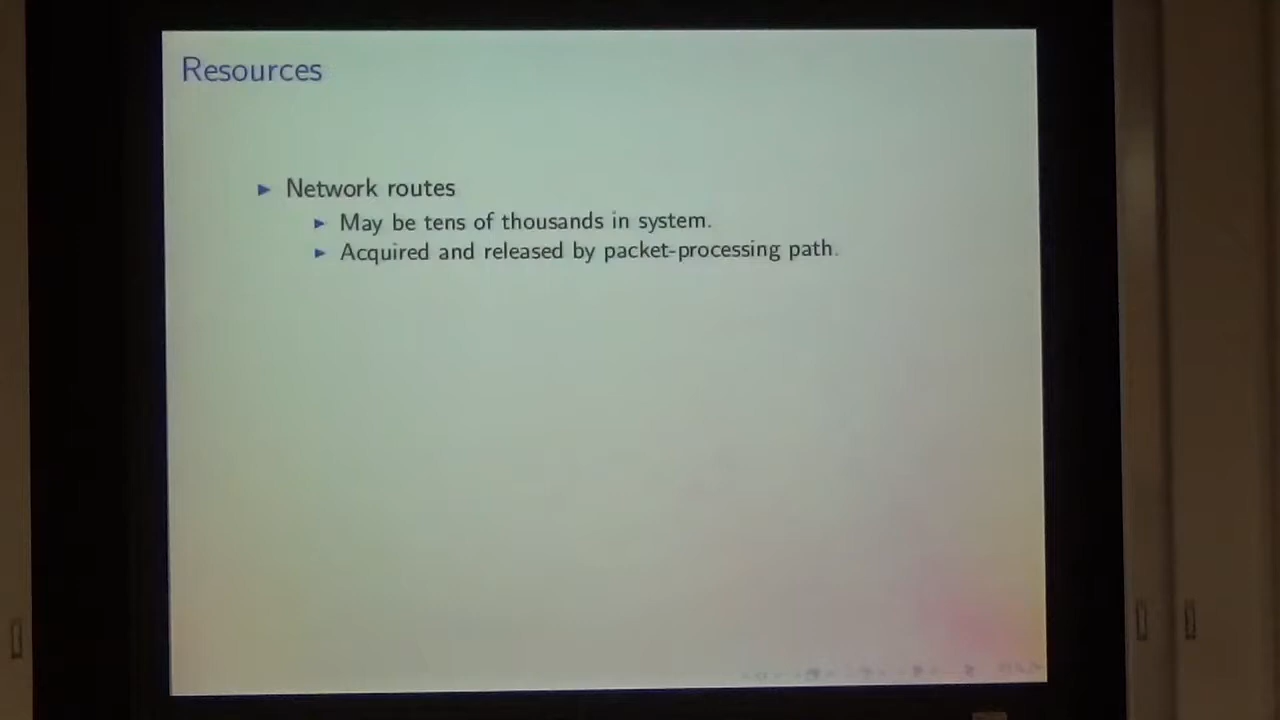 Resources
Network routes
May be tens of thousands in system.
Acquired and released by packet-processing path.